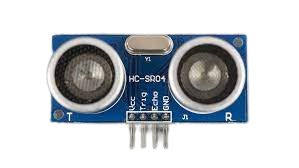 Y1
HC-SR04
Vcc Trig Echo GND
T J1 R